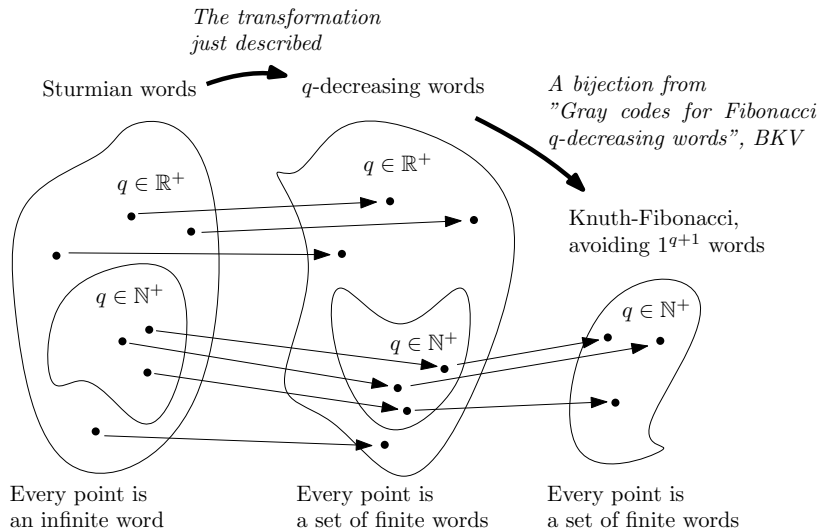 The transformation
just described
Sturmian words
q-decreasing words
A bijection from
"Gray codes for Fibonacci
q-decreasing words", BKV
q ∈ ℝ⁺
q ∈ ℝ⁺
Knuth-Fibonacci,
avoiding 1^{q+1} words
q ∈ ℕ⁺
q ∈ ℕ⁺
q ∈ ℕ⁺
Every point is
an infinite word
Every point is
a set of finite words
Every point is
a set of finite words